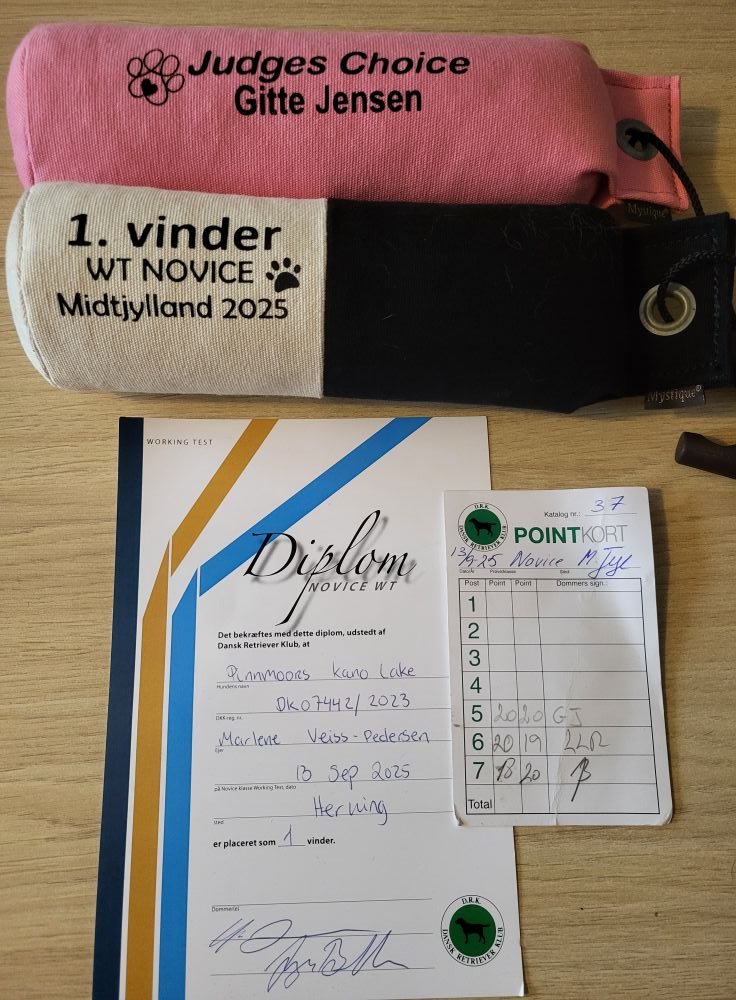 Judges Choice
Gitte Jensen
Mystique
1. vinder
WT NOVICE
Midtjylland 2025
Mystique®
WORKING TEST
Diplom
NOVICE WT
Det bekræftes med dette diplom, udstedt af
Dansk Retriever Klub, at
Kano Lake
Hundens navn
DK07442/2023
DKK reg. nr.
Marlene Veiss-Pedersen
Ejer
13 Sep 2025
på Novice klasse Working Test, dato
Herning
sted
er placeret som 1 vinder.
Dommer(e)
D.R.K.
DANSK RETRIEVER KLUB
Katalog nr.: 37
D.R.K.
DANSK RETRIEVER KLUB
POINTKORT
13/9-25 Novice M. Jyl
Post Point Point Dommers sign.:
1
2
3
4
5 20 20 GJ
6 20 19 LLR
7 20
Total